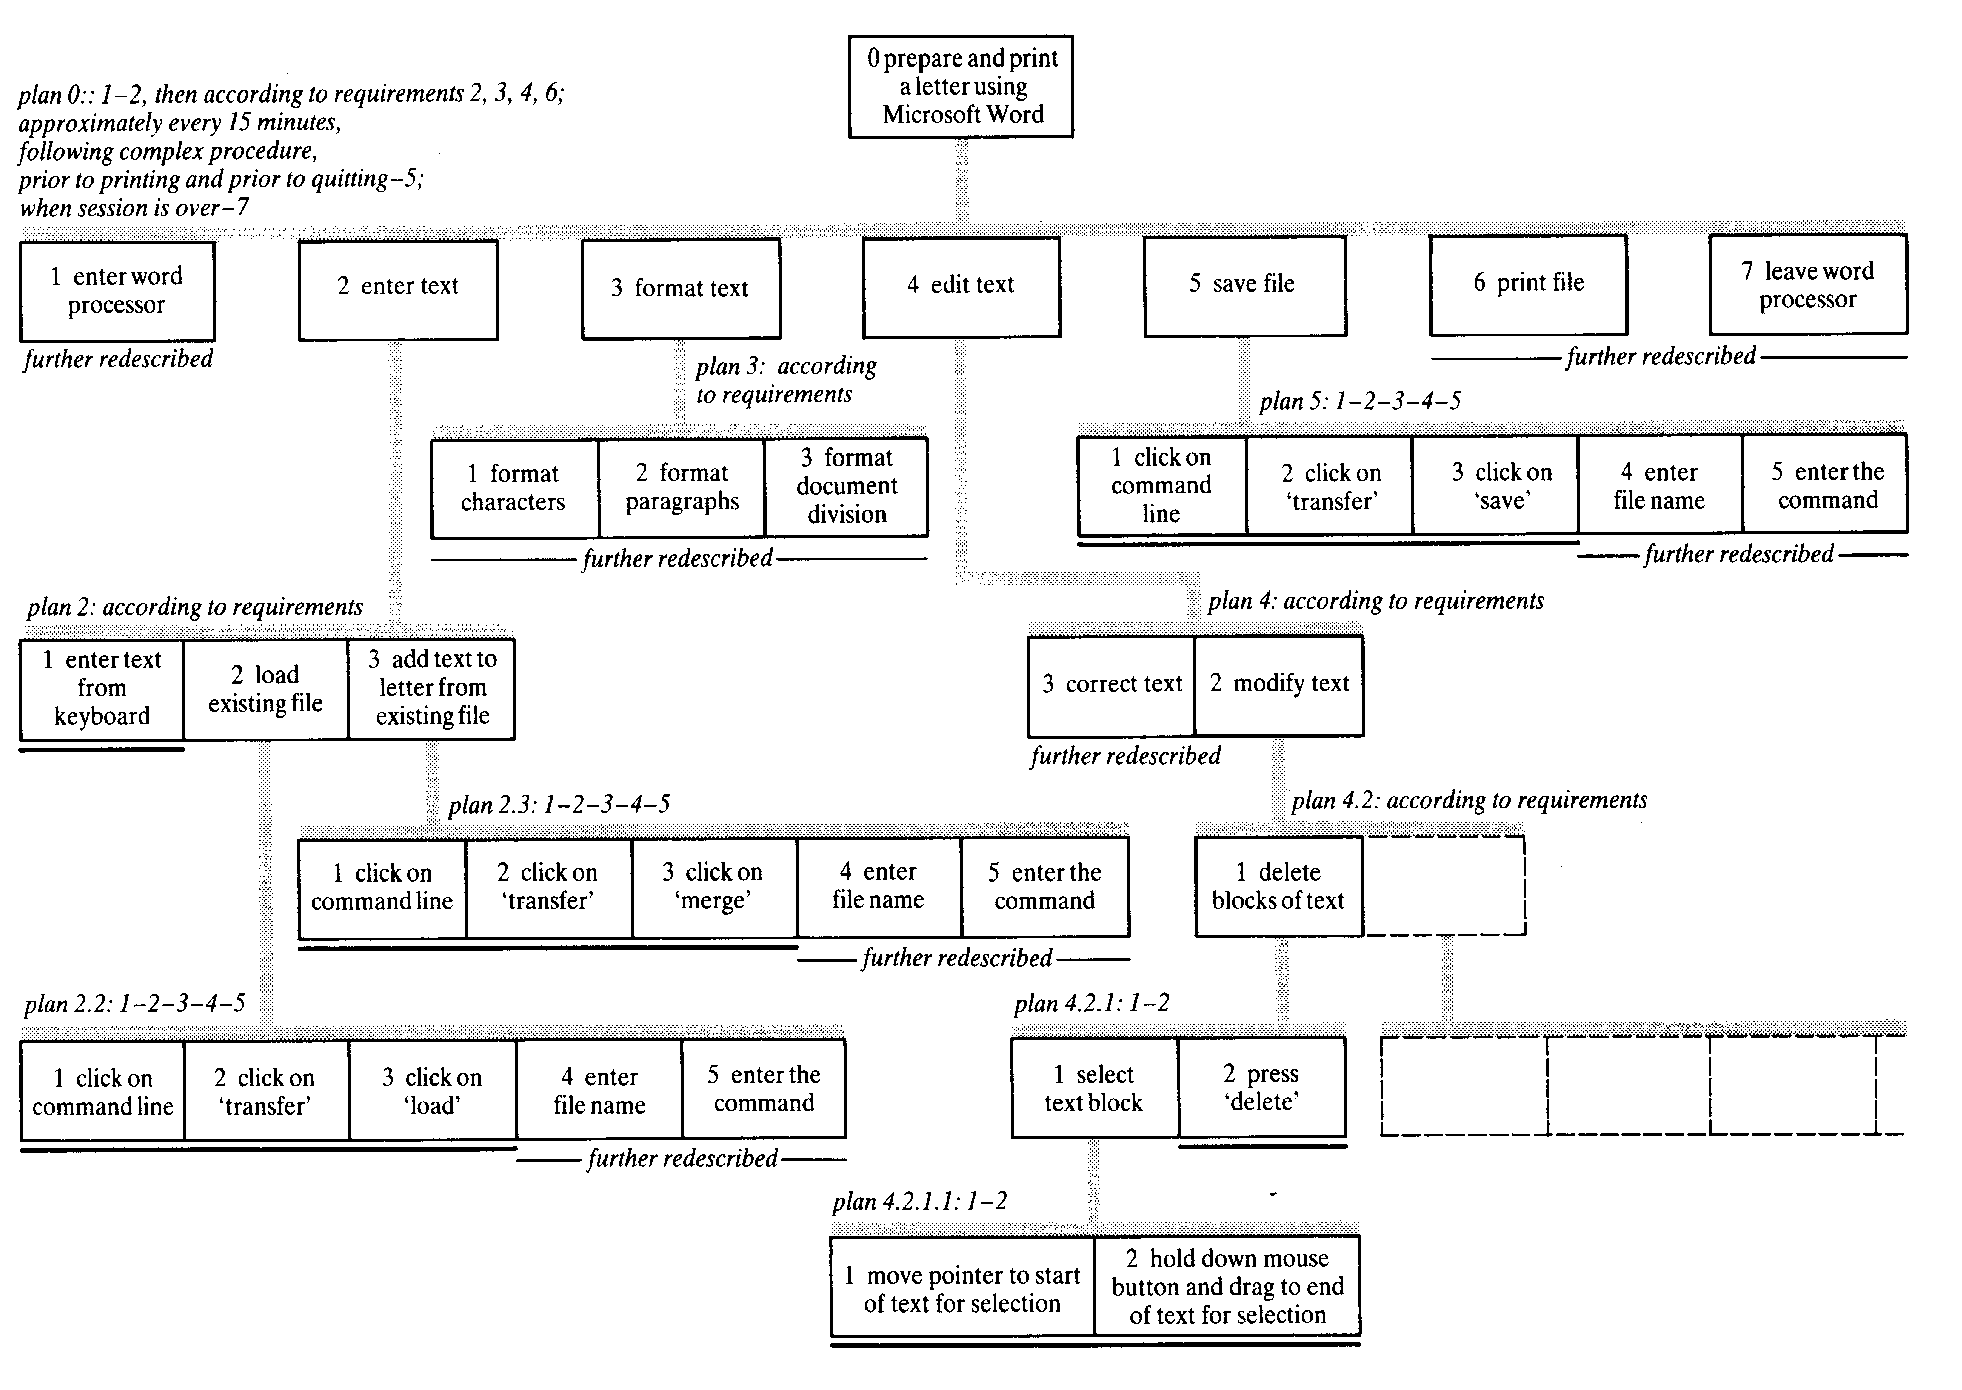 0 prepare and print
a letter using
Microsoft Word
plan 0:: 1–2, then according to requirements 2, 3, 4, 6;
approximately every 15 minutes,
following complex procedure,
prior to printing and prior to quitting–5;
when session is over–7
1 enter word
processor
2 enter text
3 format text
4 edit text
5 save file
6 print file
7 leave word
processor
further redescribed
further redescribed
plan 3: according
to requirements
1 format
characters
2 format
paragraphs
3 format
document
division
further redescribed
plan 5: 1–2–3–4–5
1 click on
command
line
2 click on
‘transfer’
3 click on
‘save’
4 enter
file name
5 enter the
command
further redescribed
plan 2: according to requirements
1 enter text
from
keyboard
2 load
existing file
3 add text to
letter from
existing file
plan 4: according to requirements
3 correct text
2 modify text
further redescribed
plan 2.3: 1–2–3–4–5
1 click on
command line
2 click on
‘transfer’
3 click on
‘merge’
4 enter
file name
5 enter the
command
further redescribed
plan 4.2: according to requirements
1 delete
blocks of text
plan 2.2: 1–2–3–4–5
1 click on
command line
2 click on
‘transfer’
3 click on
‘load’
4 enter
file name
5 enter the
command
further redescribed
plan 4.2.1: 1–2
1 select
text block
2 press
‘delete’
plan 4.2.1.1: 1–2
1 move pointer to start
of text for selection
2 hold down mouse
button and drag to end
of text for selection